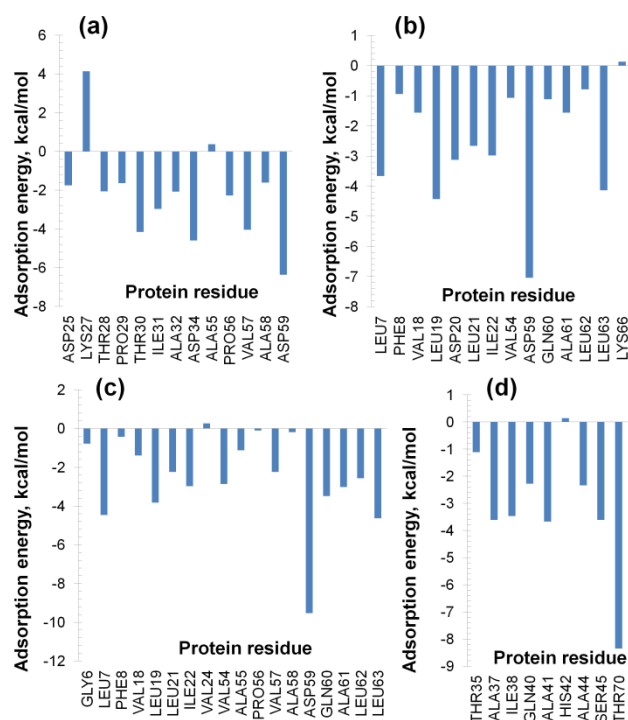 (a)
Adsorption energy, kcal/mol
6
4
2
0
-2
-4
-6
-8
Protein residue
ASP25
LYS27
THR28
PRO29
THR30
ILE31
ALA32
ASP34
ALA55
PRO56
VAL57
ALA58
ASP59
(b)
Adsorption energy, kcal/mol
1
0
-1
-2
-3
-4
-5
-6
-7
-8
Protein residue
LEU7
PHE8
VAL18
LEU19
ASP20
LEU21
ILE22
VAL54
ASP59
GLN60
ALA61
LEU62
LEU63
LYS66
(c)
Adsorption energy, kcal/mol
2
0
-2
-4
-6
-8
-10
-12
Protein residue
GLY6
LEU7
PHE8
VAL18
LEU19
LEU21
ILE22
VAL24
VAL54
ALA55
PRO56
VAL57
ALA58
ASP59
GLN60
ALA61
LEU62
LEU63
(d)
Adsorption energy, kcal/mol
1
0
-1
-2
-3
-4
-5
-6
-7
-8
-9
Protein residue
THR35
ALA37
ILE38
GLN40
ALA41
HIS42
ALA44
SER45
THR70